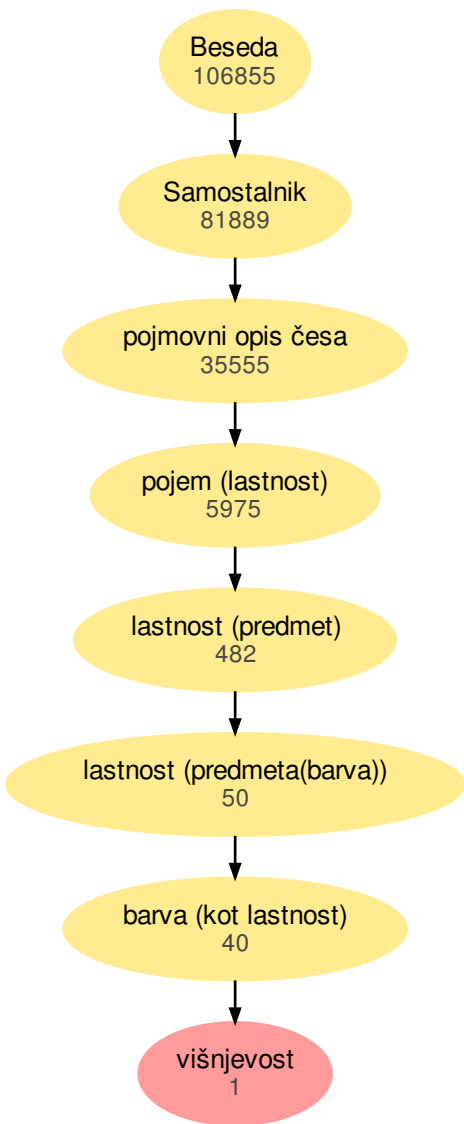 Beseda
106855
Samostalnik
81889
pojmovni opis česa
35555
pojem (lastnost)
5975
lastnost (predmet)
482
lastnost (predmeta(barva))
50
barva (kot lastnost)
40
višnjevost
1